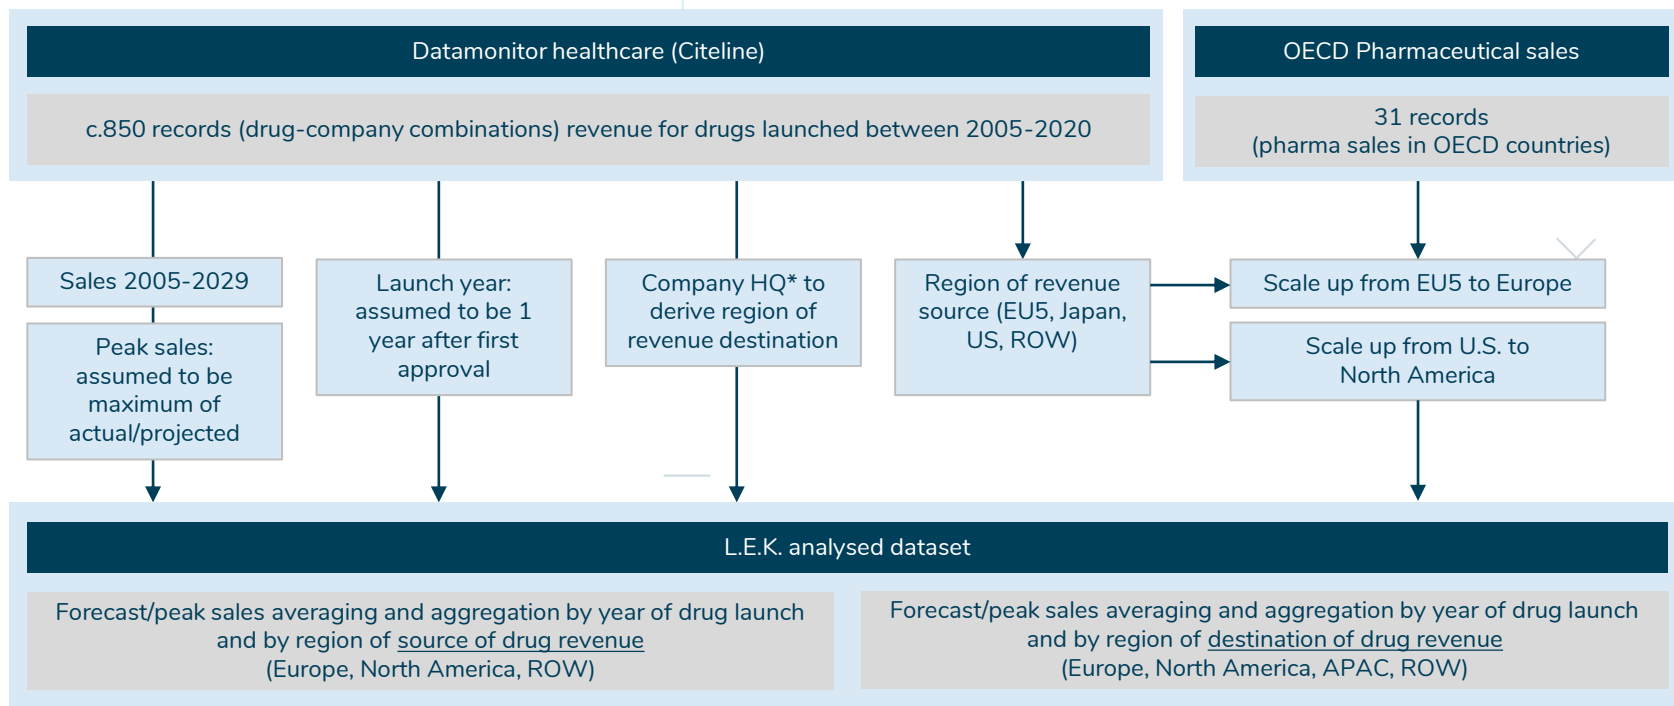 Datamonitor healthcare (Citeline)
c.850 records (drug-company combinations) revenue for drugs launched between 2005-2020
OECD Pharmaceutical sales
31 records
(pharma sales in OECD countries)
Sales 2005-2029
Peak sales:
assumed to be
maximum of
actual/projected
Launch year:
assumed to be 1
year after first
approval
Company HQ* to
derive region of
revenue destination
Region of revenue
source (EU5, Japan,
US, ROW)
Scale up from EU5 to Europe
Scale up from U.S. to
North America
L.E.K. analysed dataset
Forecast/peak sales averaging and aggregation by year of drug launch
and by region of source of drug revenue
(Europe, North America, ROW)
Forecast/peak sales averaging and aggregation by year of drug launch
and by region of destination of drug revenue
(Europe, North America, APAC, ROW)